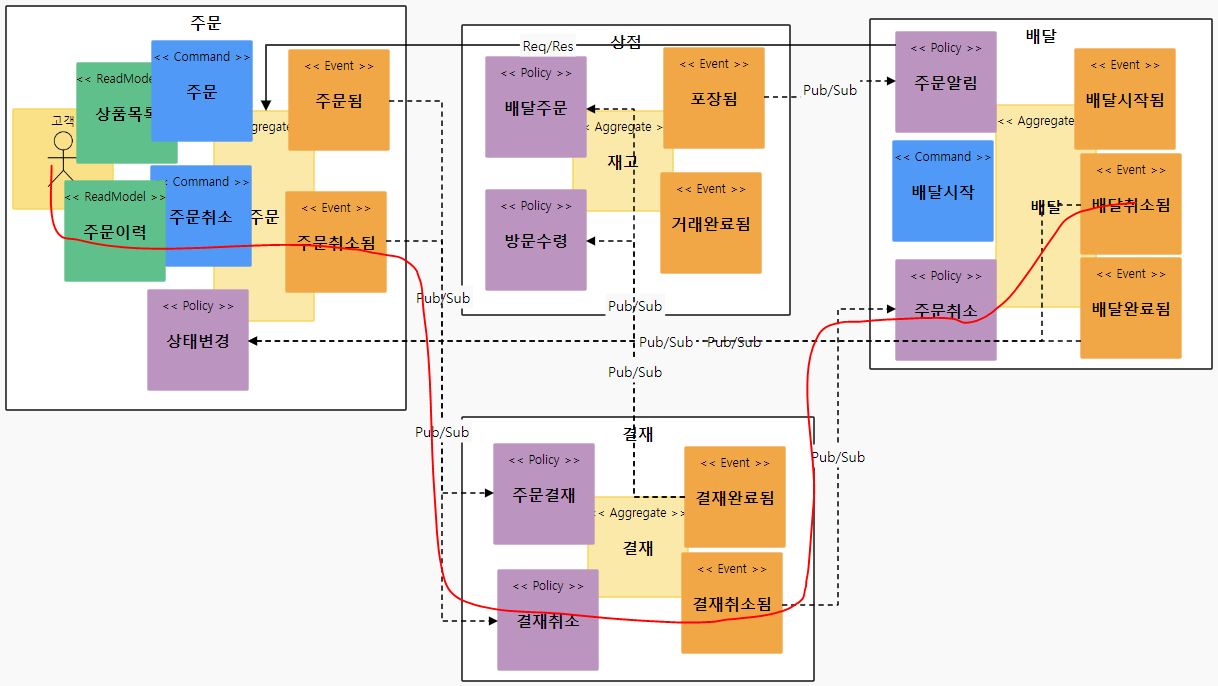 주문
고객
<< ReadMode
상품목록
<< Command >>
주문
<< Event >>
주문됨
ggregate
주문
<< ReadModel >>
주문이력
<< Command >>
주문취소
<< Event >>
주문취소됨
<< Policy >>
상태변경
Req/Res
상점
<< Policy >>
배달주문
<< Event >>
포장됨
< Aggregate >
재고
<< Policy >>
방문수령
<< Event >>
거래완료됨
Pub/Sub
배달
<< Policy >>
주문알림
<< Event >>
배달시작됨
<< Aggregate
배달
<< Command >>
배달시작
<< Event >>
배달취소됨
<< Policy >>
주문취소
<< Event >>
배달완료됨
Pub/Sub
Pub/Sub
Pub/Sub
Pub/Sub
Pub/Sub
Pub/Sub
Pub/Sub
결재
<< Policy >>
주문결재
<< Event >>
결재완료됨
< Aggregate >>
결재
<< Policy >>
결재취소
<< Event >>
결재취소됨